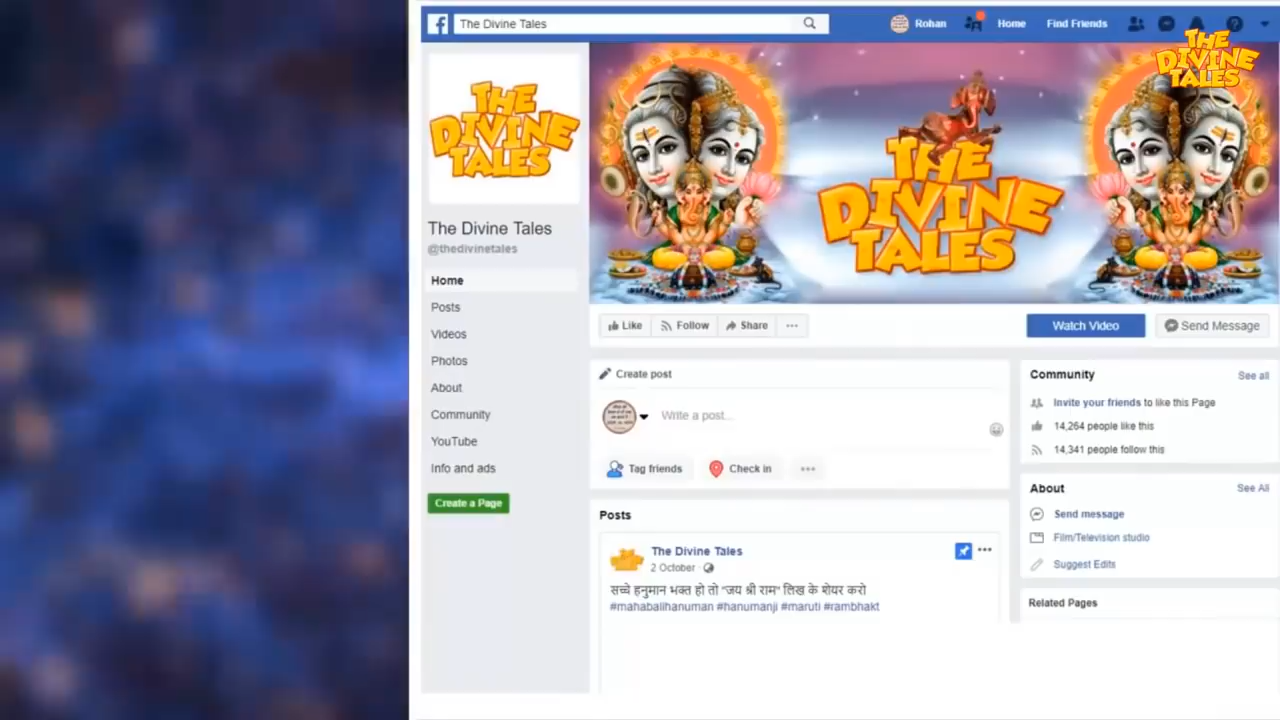 The Divine Tales
Rohan
Home
Find Friends
THE
DIVINE
TALES
THE
DIVINE
TALES
THE
DIVINE
TALES
The Divine Tales
@thedivinetales
Home
Posts
Videos
Photos
About
Community
YouTube
Info and ads
Create a Page
Like
Follow
Share
Watch Video
Send Message
Create post
Write a post...
Tag friends
Check in
Posts
The Divine Tales
2 October
सच्चे हनुमान भक्त हो तो "जय श्री राम" लिख के शेयर करो
#mahabalihanuman #hanumanji #maruti #rambhakt
Community
See all
Invite your friends to like this Page
14,264 people like this
14,341 people follow this
About
See All
Send message
Film/Television studio
Suggest Edits
Related Pages